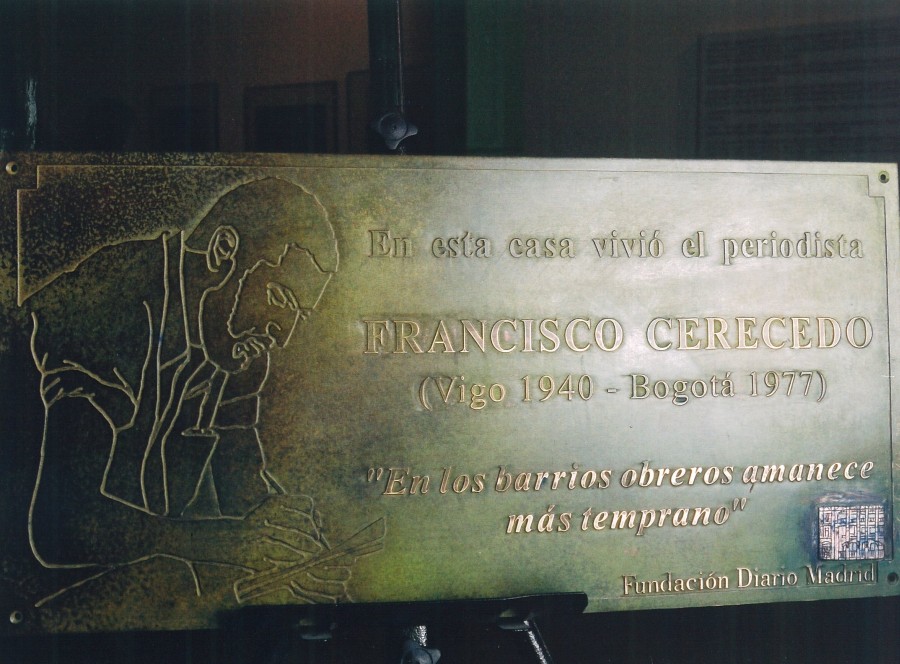 En esta casa vivió el periodista
FRANCISCO CERECEDO
(Vigo 1940 - Bogotá 1977)
"En los barrios obreros amanece
más temprano"
Fundación Diario Madrid